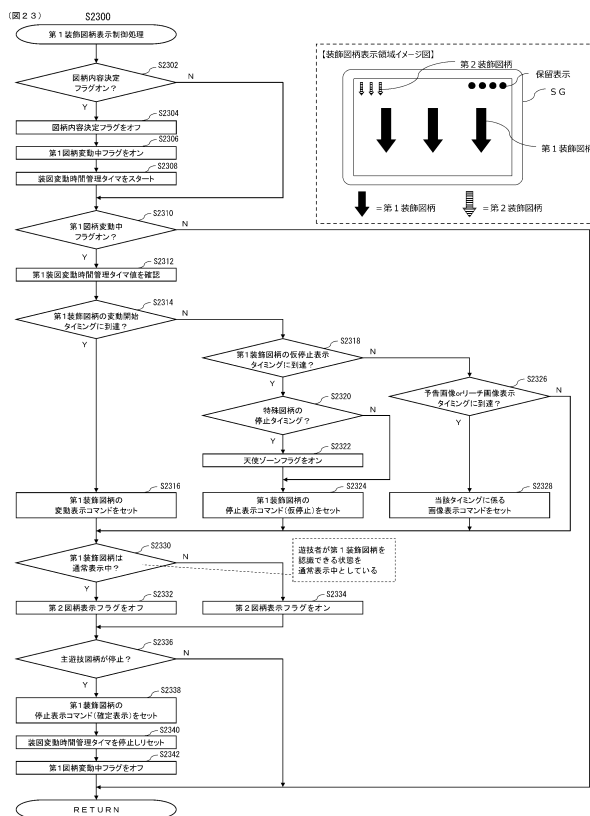 （図２３）
S2300
第１装飾図柄表示制御処理
S2302
図柄内容決定
フラグオン？
N
Y
S2304
図柄内容決定フラグをオフ
S2306
第１図柄変動中フラグをオン
S2308
装図変動時間管理タイマをスタート
S2310
第１図柄変動中
フラグオン？
N
Y
S2312
第１装図変動時間管理タイマ値を確認
S2314
第１装飾図柄の変動開始
タイミングに到達？
N
Y
S2318
第１装飾図柄の仮停止表示
タイミングに到達？
N
Y
S2320
特殊図柄の
停止タイミング？
N
Y
S2322
天使ゾーンフラグをオン
S2326
予告画像orリーチ画像表示
タイミングに到達？
N
Y
S2316
第１装飾図柄の
変動表示コマンドをセット
S2324
第１装飾図柄の
停止表示コマンド（仮停止）をセット
S2328
当該タイミングに係る
画像表示コマンドをセット
S2330
第１装飾図柄は
通常表示中？
N
Y
遊技者が第１装飾図柄を
認識できる状態を
通常表示中としている
S2332
第２図柄表示フラグをオフ
S2334
第２図柄表示フラグをオン
S2336
主遊技図柄が停止？
N
Y
S2338
第１装飾図柄の
停止表示コマンド（確定表示）をセット
S2340
装図変動時間管理タイマを停止しリセット
S2342
第１図柄変動中フラグをオフ
ＲＥＴＵＲＮ
【装飾図柄表示領域イメージ図】
第２装飾図柄
保留表示
ＳＧ
第１装飾図柄
＝第１装飾図柄
＝第２装飾図柄